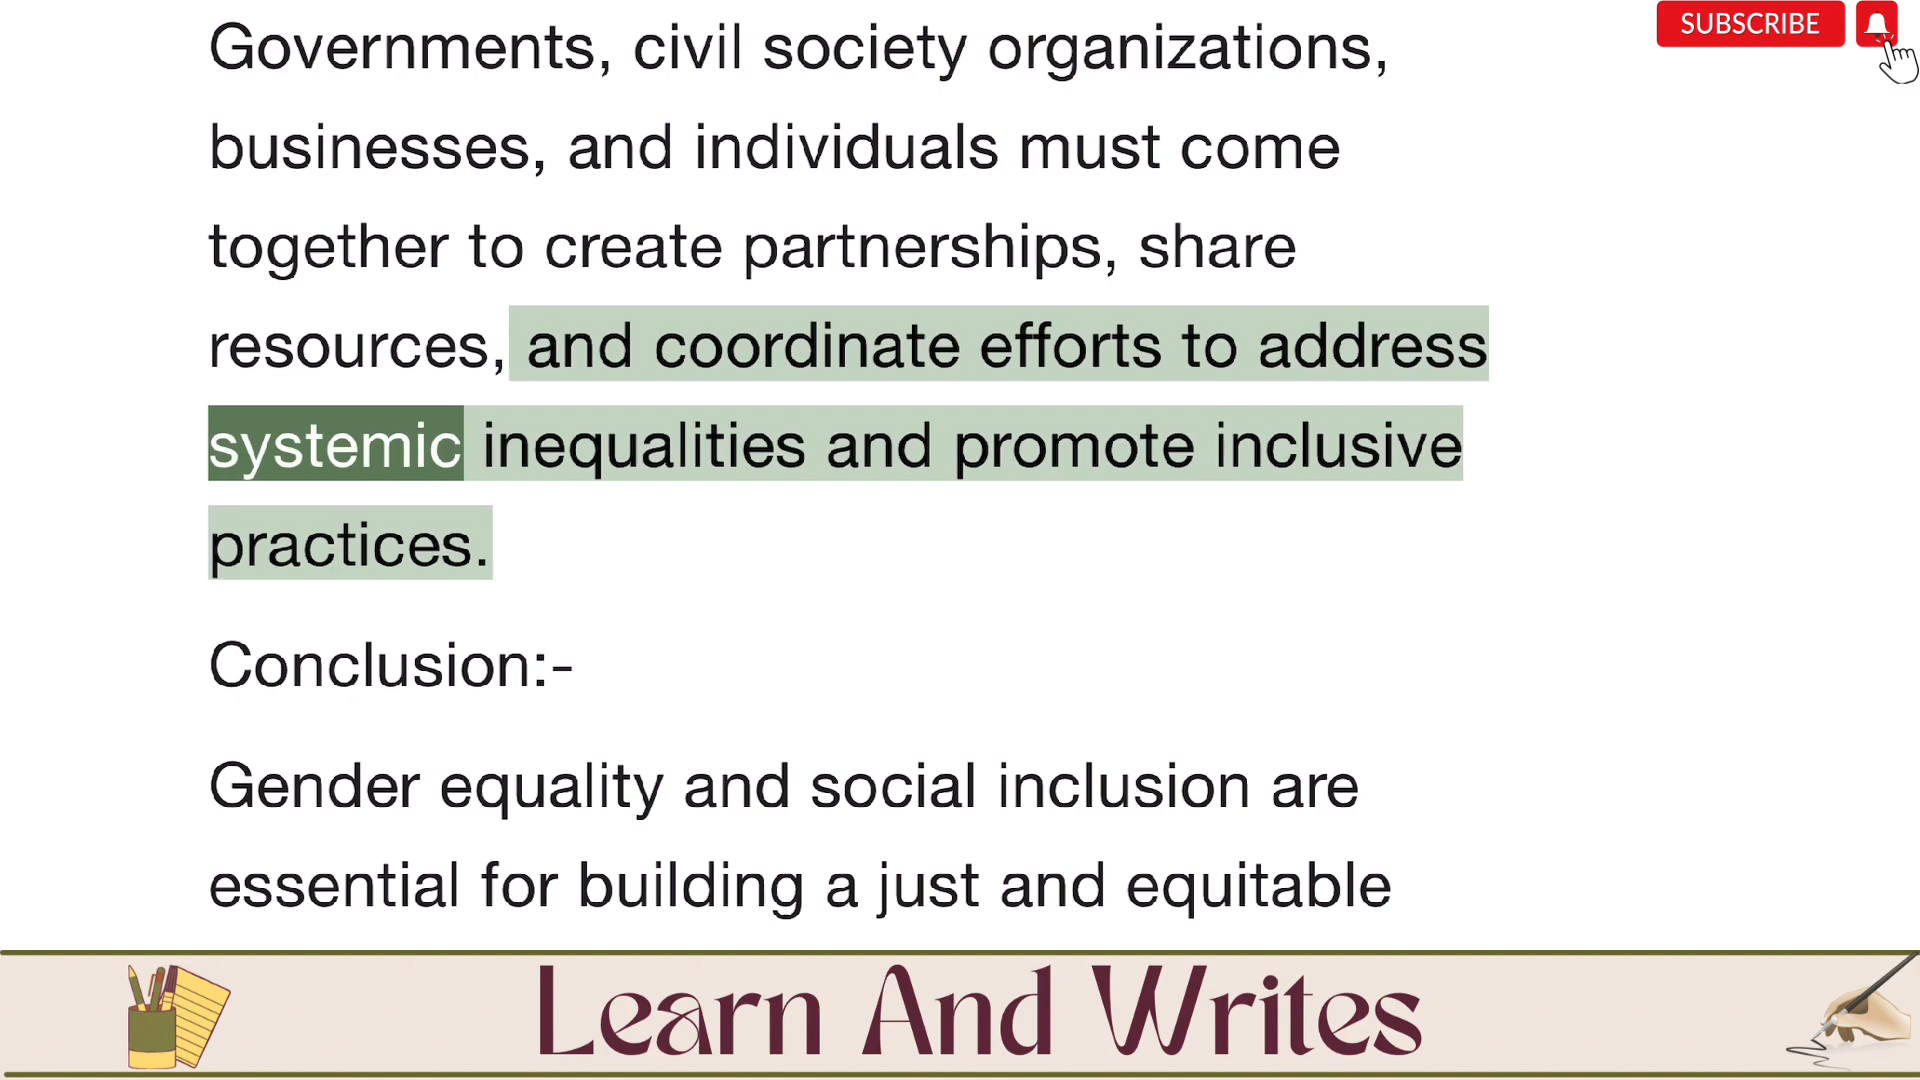 Governments, civil society organizations,
SUBSCRIBE
businesses, and individuals must come
together to create partnerships, share
resources, and coordinate efforts to address
systemic inequalities and promote inclusive
practices.
Conclusion:-
Gender equality and social inclusion are
essential for building a just and equitable
Learn And Writes